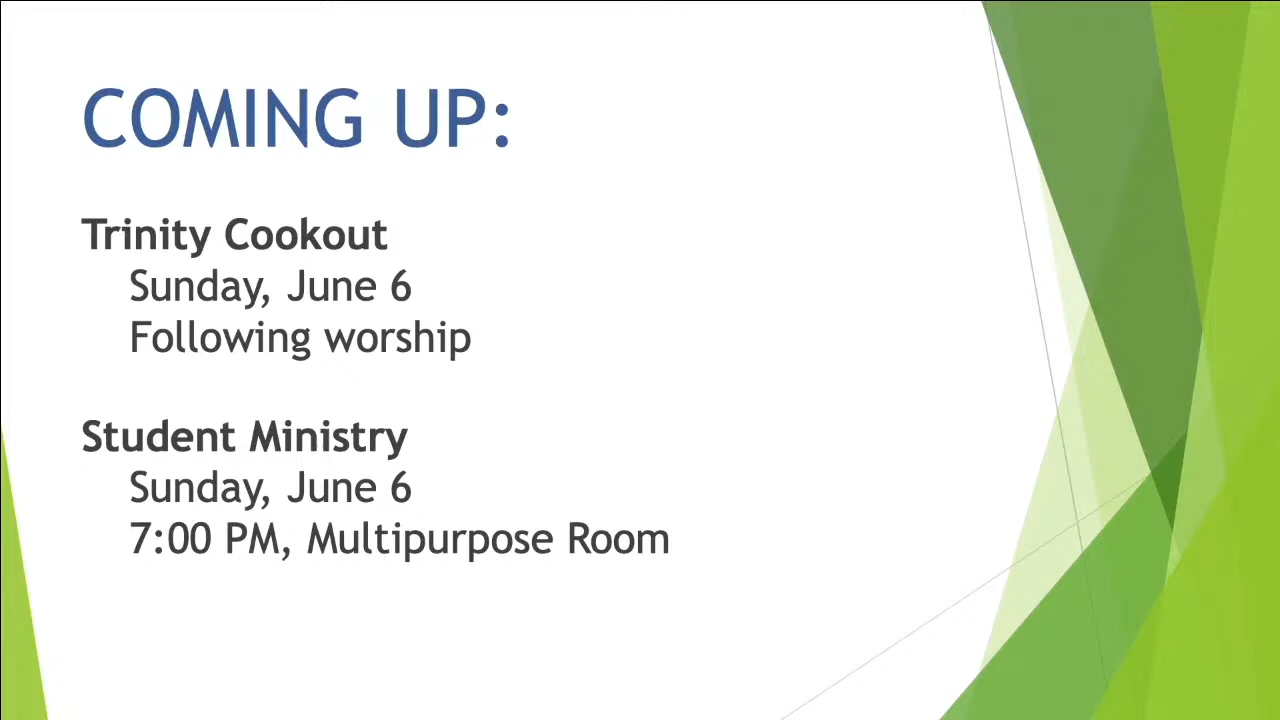 COMING UP:
Trinity Cookout
Sunday, June 6
Following worship
Student Ministry
Sunday, June 6
7:00 PM, Multipurpose Room